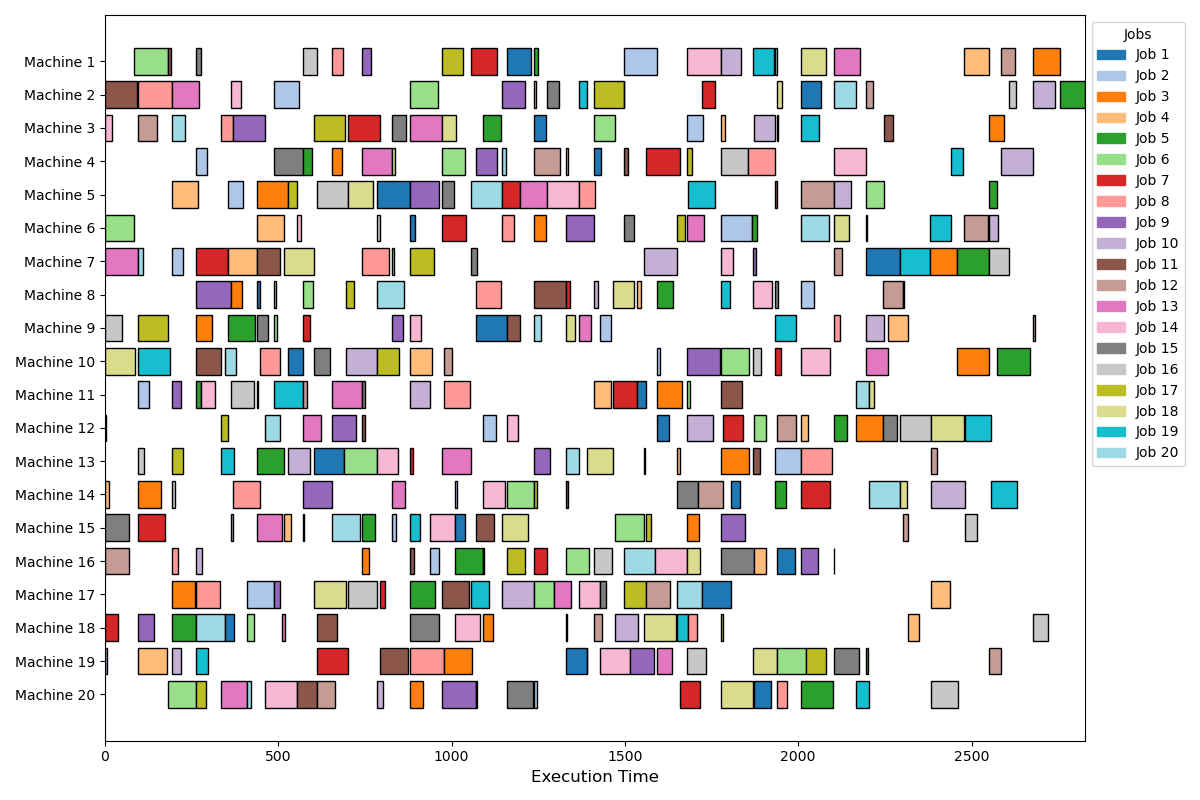 Machine 1
Machine 2
Machine 3
Machine 4
Machine 5
Machine 6
Machine 7
Machine 8
Machine 9
Machine 10
Machine 11
Machine 12
Machine 13
Machine 14
Machine 15
Machine 16
Machine 17
Machine 18
Machine 19
Machine 20
0 500 1000 1500 2000 2500
Execution Time
Jobs
Job 1
Job 2
Job 3
Job 4
Job 5
Job 6
Job 7
Job 8
Job 9
Job 10
Job 11
Job 12
Job 13
Job 14
Job 15
Job 16
Job 17
Job 18
Job 19
Job 20